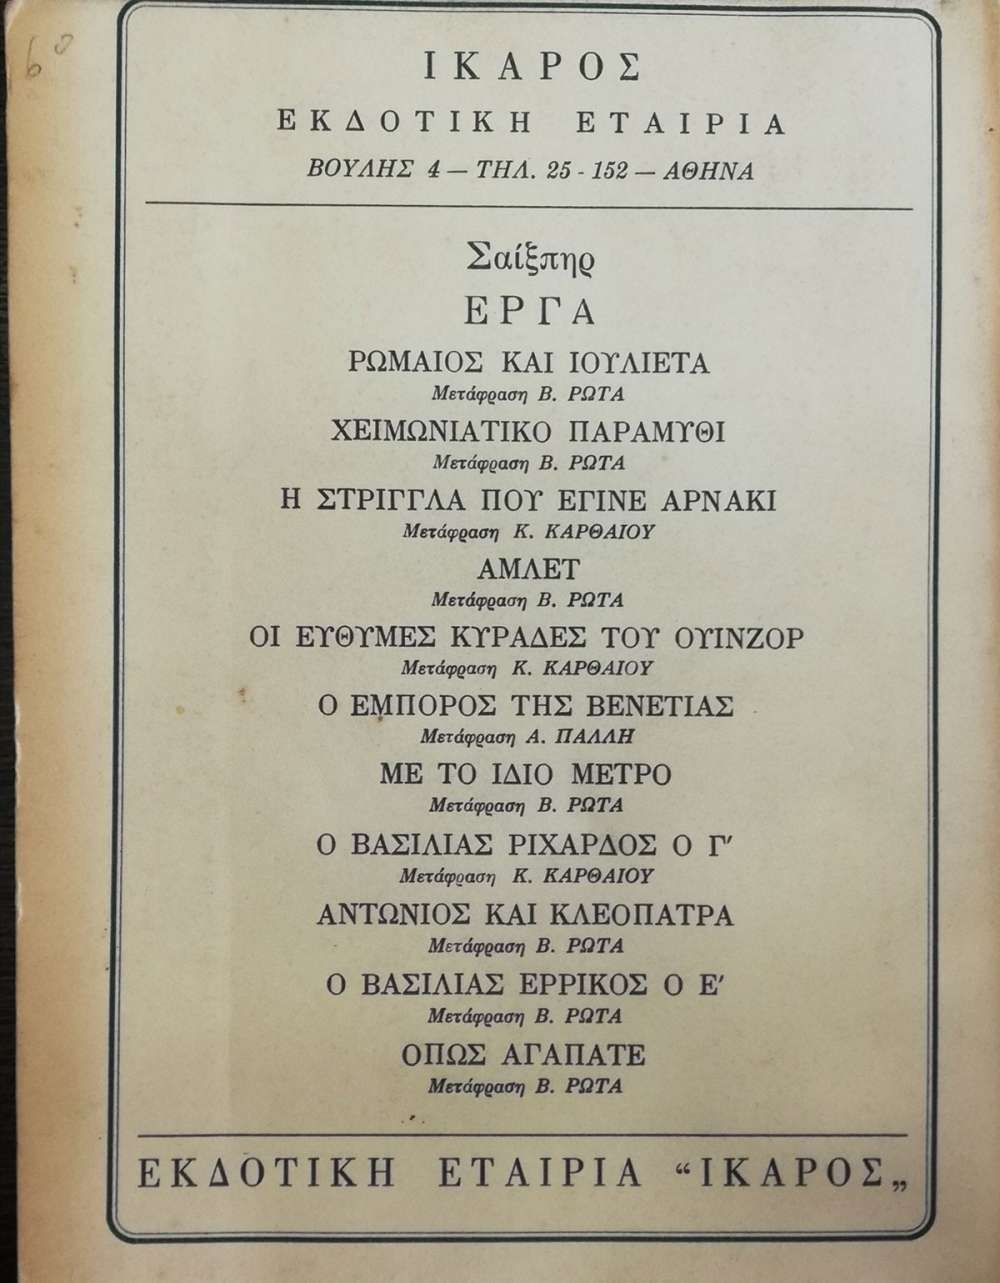 6⁰
ΙΚΑΡΟΣ
ΕΚΔΟΤΙΚΗ ΕΤΑΙΡΙΑ
ΒΟΥΛΗΣ 4 — ΤΗΛ. 25 - 152 — ΑΘΗΝΑ
Σαίξπηρ
ΕΡΓΑ
ΡΩΜΑΙΟΣ ΚΑΙ ΙΟΥΛΙΕΤΑ
Μετάφραση Β. ΡΩΤΑ
ΧΕΙΜΩΝΙΑΤΙΚΟ ΠΑΡΑΜΥΘΙ
Μετάφραση Β. ΡΩΤΑ
Η ΣΤΡΙΓΓΛΑ ΠΟΥ ΕΓΙΝΕ ΑΡΝΑΚΙ
Μετάφραση Κ. ΚΑΡΘΑΙΟΥ
ΑΜΛΕΤ
Μετάφραση Β. ΡΩΤΑ
ΟΙ ΕΥΘΥΜΕΣ ΚΥΡΑΔΕΣ ΤΟΥ ΟΥΙΝΖΟΡ
Μετάφραση Κ. ΚΑΡΘΑΙΟΥ
Ο ΕΜΠΟΡΟΣ ΤΗΣ ΒΕΝΕΤΙΑΣ
Μετάφραση Α. ΠΑΛΛΗ
ΜΕ ΤΟ ΙΔΙΟ ΜΕΤΡΟ
Μετάφραση Β. ΡΩΤΑ
Ο ΒΑΣΙΛΙΑΣ ΡΙΧΑΡΔΟΣ Ο Γ′
Μετάφραση Κ. ΚΑΡΘΑΙΟΥ
ΑΝΤΩΝΙΟΣ ΚΑΙ ΚΛΕΟΠΑΤΡΑ
Μετάφραση Β. ΡΩΤΑ
Ο ΒΑΣΙΛΙΑΣ ΕΡΡΙΚΟΣ Ο Ε′
Μετάφραση Β. ΡΩΤΑ
ΟΠΩΣ ΑΓΑΠΑΤΕ
Μετάφραση Β. ΡΩΤΑ
ΕΚΔΟΤΙΚΗ ΕΤΑΙΡΙΑ “ΙΚΑΡΟΣ„